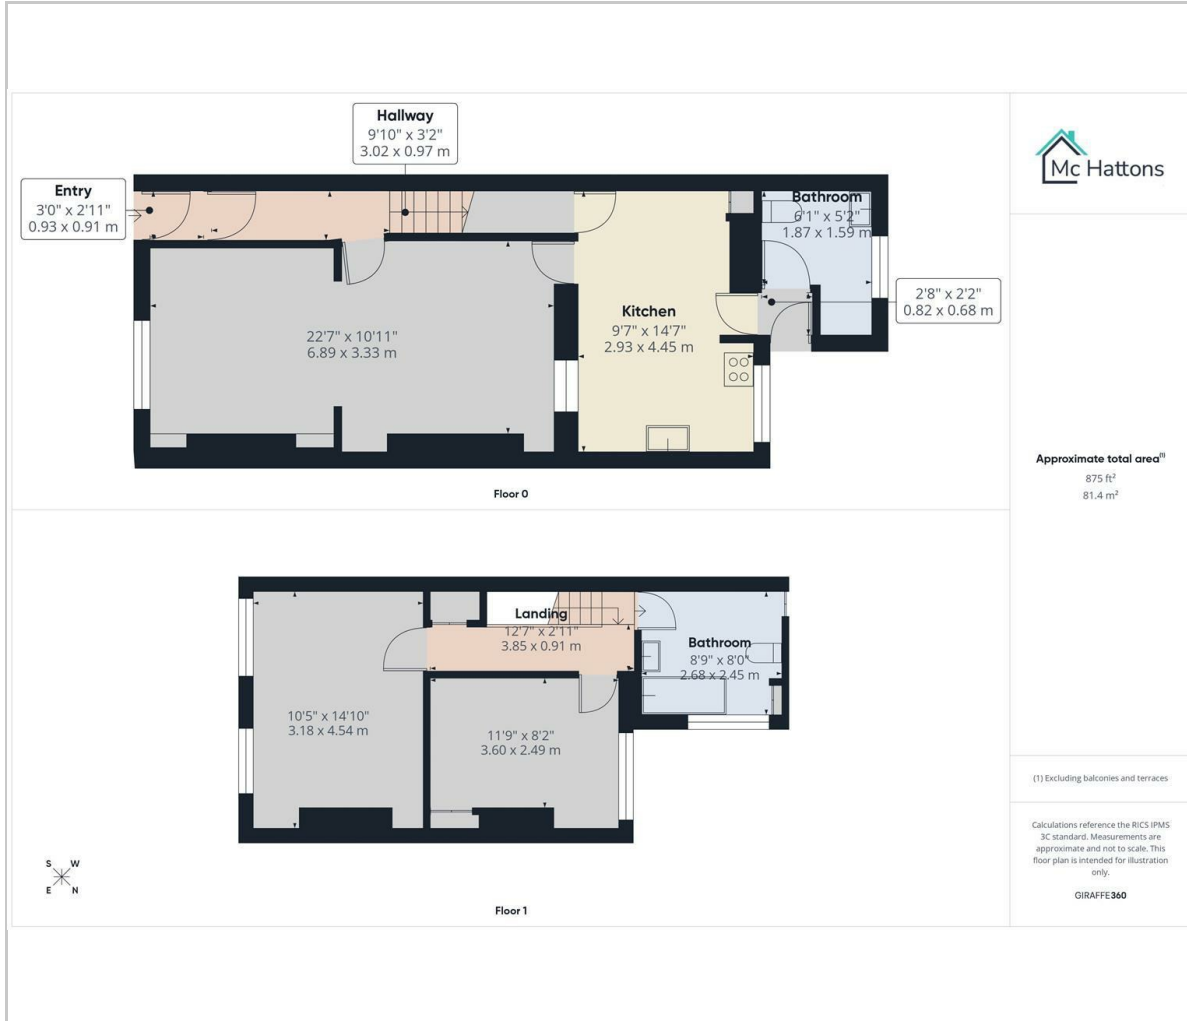 Hallway
9'10" x 3'2"
3.02 x 0.97 m
Entry
3'0" x 2'11"
0.93 x 0.91 m
Bathroom
6'1" x 5'2"
1.87 x 1.59 m
2'8" x 2'2"
0.82 x 0.68 m
Kitchen
9'7" x 14'7"
2.93 x 4.45 m
22'7" x 10'11"
6.89 x 3.33 m
Floor 0
Landing
12'7" x 2'11"
3.85 x 0.91 m
Bathroom
8'9" x 8'0"
2.68 x 2.45 m
10'5" x 14'10"
3.18 x 4.54 m
11'9" x 8'2"
3.60 x 2.49 m
S W
E N
Floor 1
Mc Hattons
Approximate total area(1)
875 ft²
81.4 m²
(1) Excluding balconies and terraces
Calculations reference the RICS IPMS
3C standard. Measurements are
approximate and not to scale. This
floor plan is intended for illustration
only.
GIRAFFE360